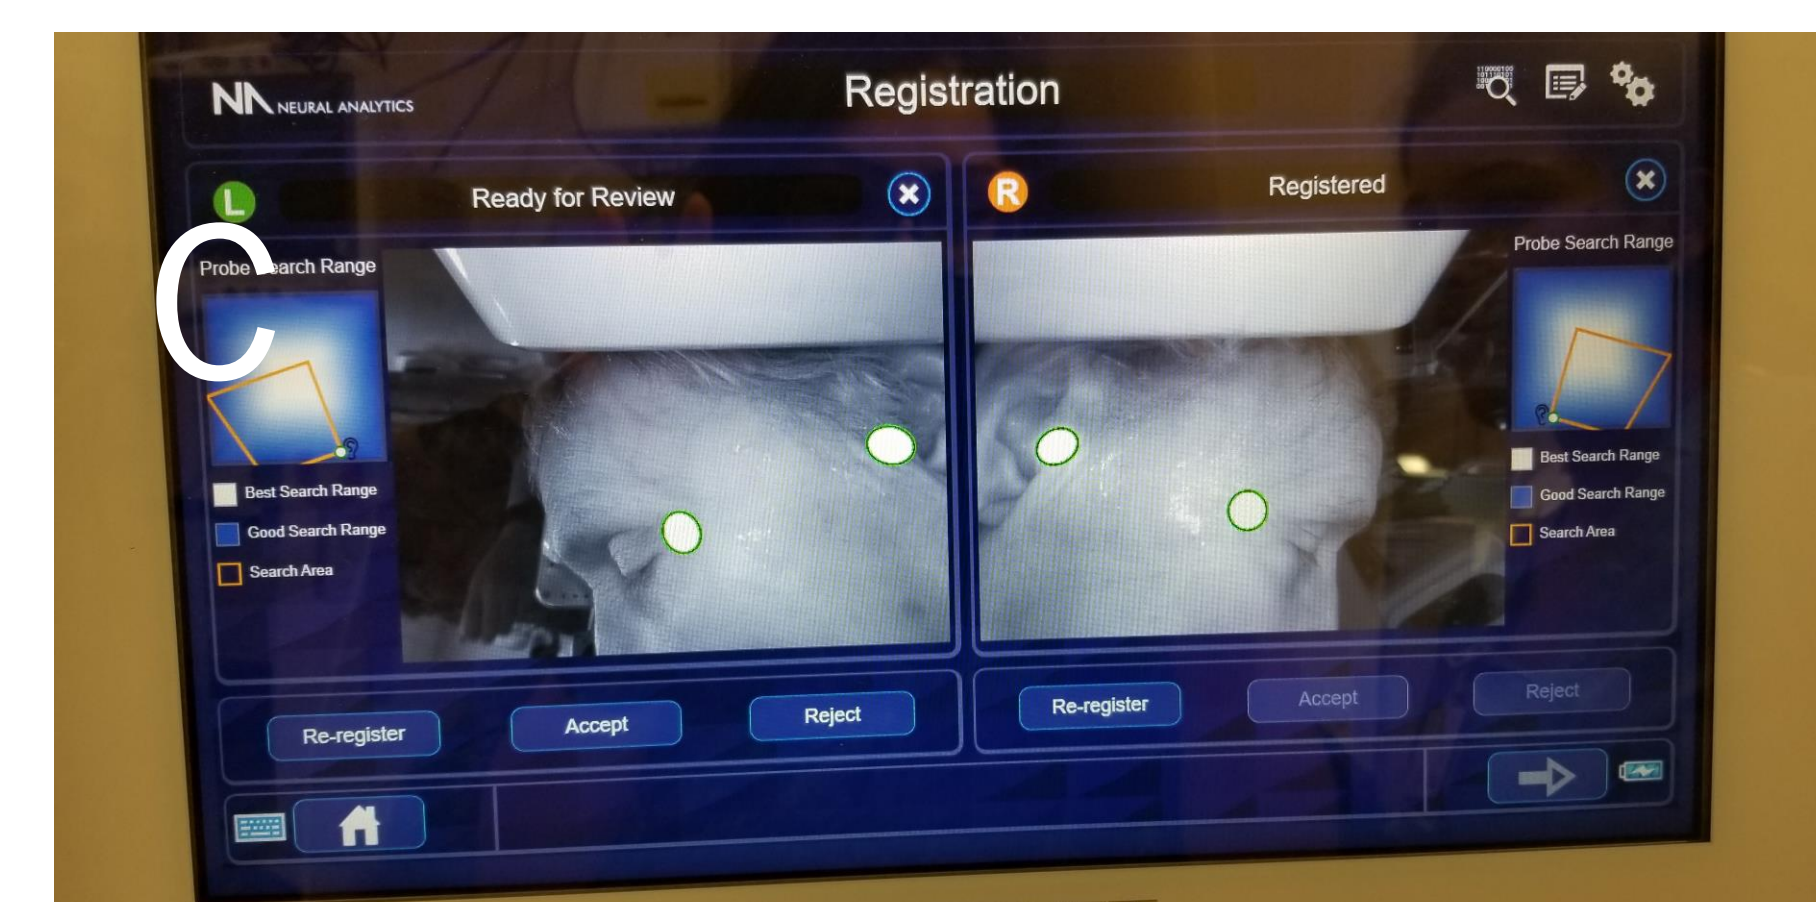 NEURAL ANALYTICS
Registration
L
Ready for Review
R
Registered
C
Probe Search Range
Best Search Range
Good Search Range
Search Area
Probe Search Range
Best Search Range
Good Search Range
Search Area
Re-register
Accept
Reject
Re-register
Accept
Reject